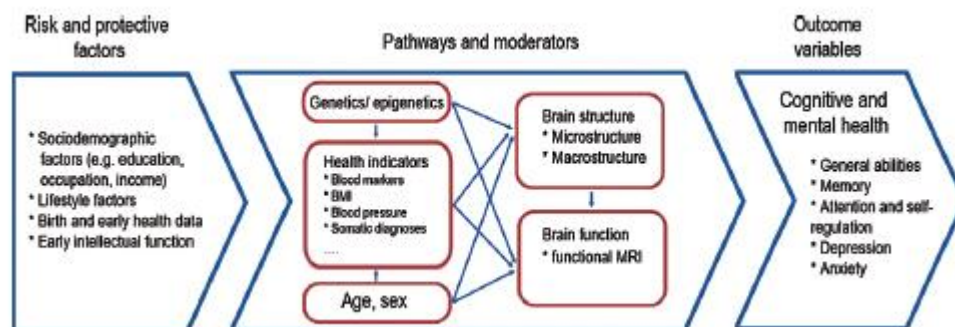 Risk and protective
factors
* Sociodemographic
factors (e.g. education,
occupation, income)
* Lifestyle factors
* Birth and early health data
* Early intellectual function
Pathways and moderators
Genetics/ epigenetics
Health indicators
* Blood markers
* BMI
* Blood pressure
* Somatic diagnoses
....
Age, sex
Brain structure
* Microstructure
* Macrostructure
Brain function
* functional MRI
Outcome
variables
Cognitive and
mental health
* General abilities
* Memory
* Attention and self-
regulation
* Depression
* Anxiety